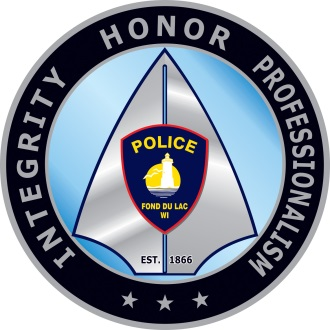 INTEGRITY HONOR PROFESSIONALISM
POLICE
FOND DU LAC
WI
EST. 1866